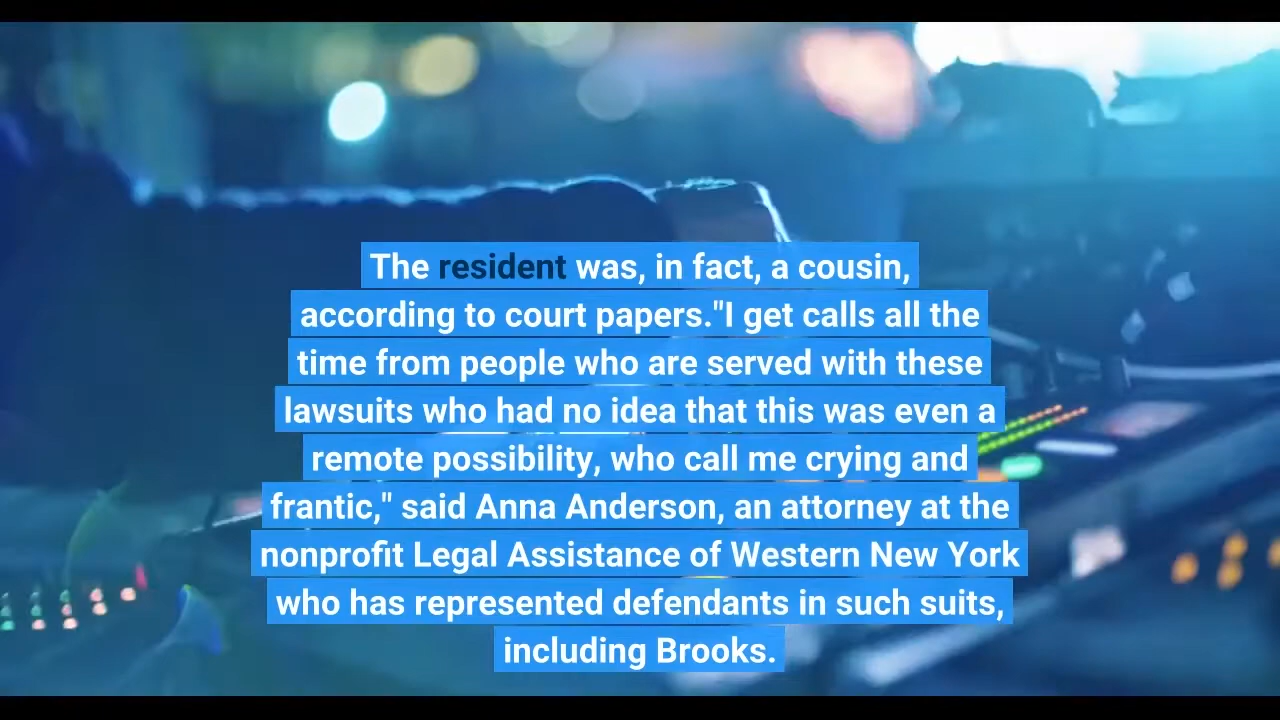 The resident was, in fact, a cousin,
according to court papers."I get calls all the
time from people who are served with these
lawsuits who had no idea that this was even a
remote possibility, who call me crying and
frantic," said Anna Anderson, an attorney at the
nonprofit Legal Assistance of Western New York
who has represented defendants in such suits,
including Brooks.